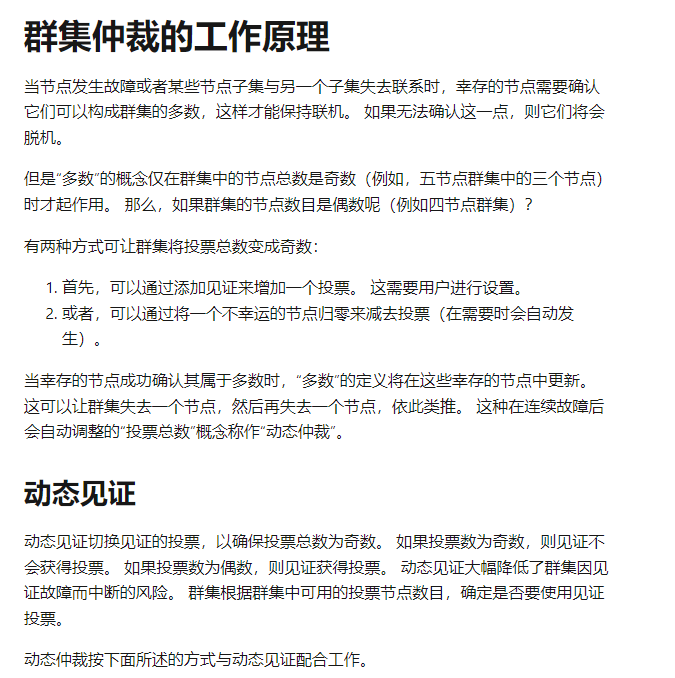 群集仲裁的工作原理
当节点发生故障或者某些节点子集与另一个子集失去联系时，幸存的节点需要确认
它们可以构成群集的多数，这样才能保持联机。 如果无法确认这一点，则它们将会
脱机。
但是“多数”的概念仅在群集中的节点总数是奇数（例如，五节点群集中的三个节点）
时才起作用。 那么，如果群集的节点数目是偶数呢（例如四节点群集）？
有两种方式可让群集将投票总数变成奇数：
1. 首先，可以通过添加见证来增加一个投票。 这需要用户进行设置。
2. 或者，可以通过将一个不幸运的节点归零来减去投票（在需要时会自动发
生）。
当幸存的节点成功确认其属于多数时，“多数”的定义将在这些幸存的节点中更新。
这可以让群集失去一个节点，然后再失去一个节点，依此类推。 这种在连续故障后
会自动调整的“投票总数”概念称作“动态仲裁”。
动态见证
动态见证切换见证的投票，以确保投票总数为奇数。 如果投票数为奇数，则见证不
会获得投票。 如果投票数为偶数，则见证获得投票。 动态见证大幅降低了群集因见
证故障而中断的风险。 群集根据群集中可用的投票节点数目，确定是否要使用见证
投票。
动态仲裁按下面所述的方式与动态见证配合工作。